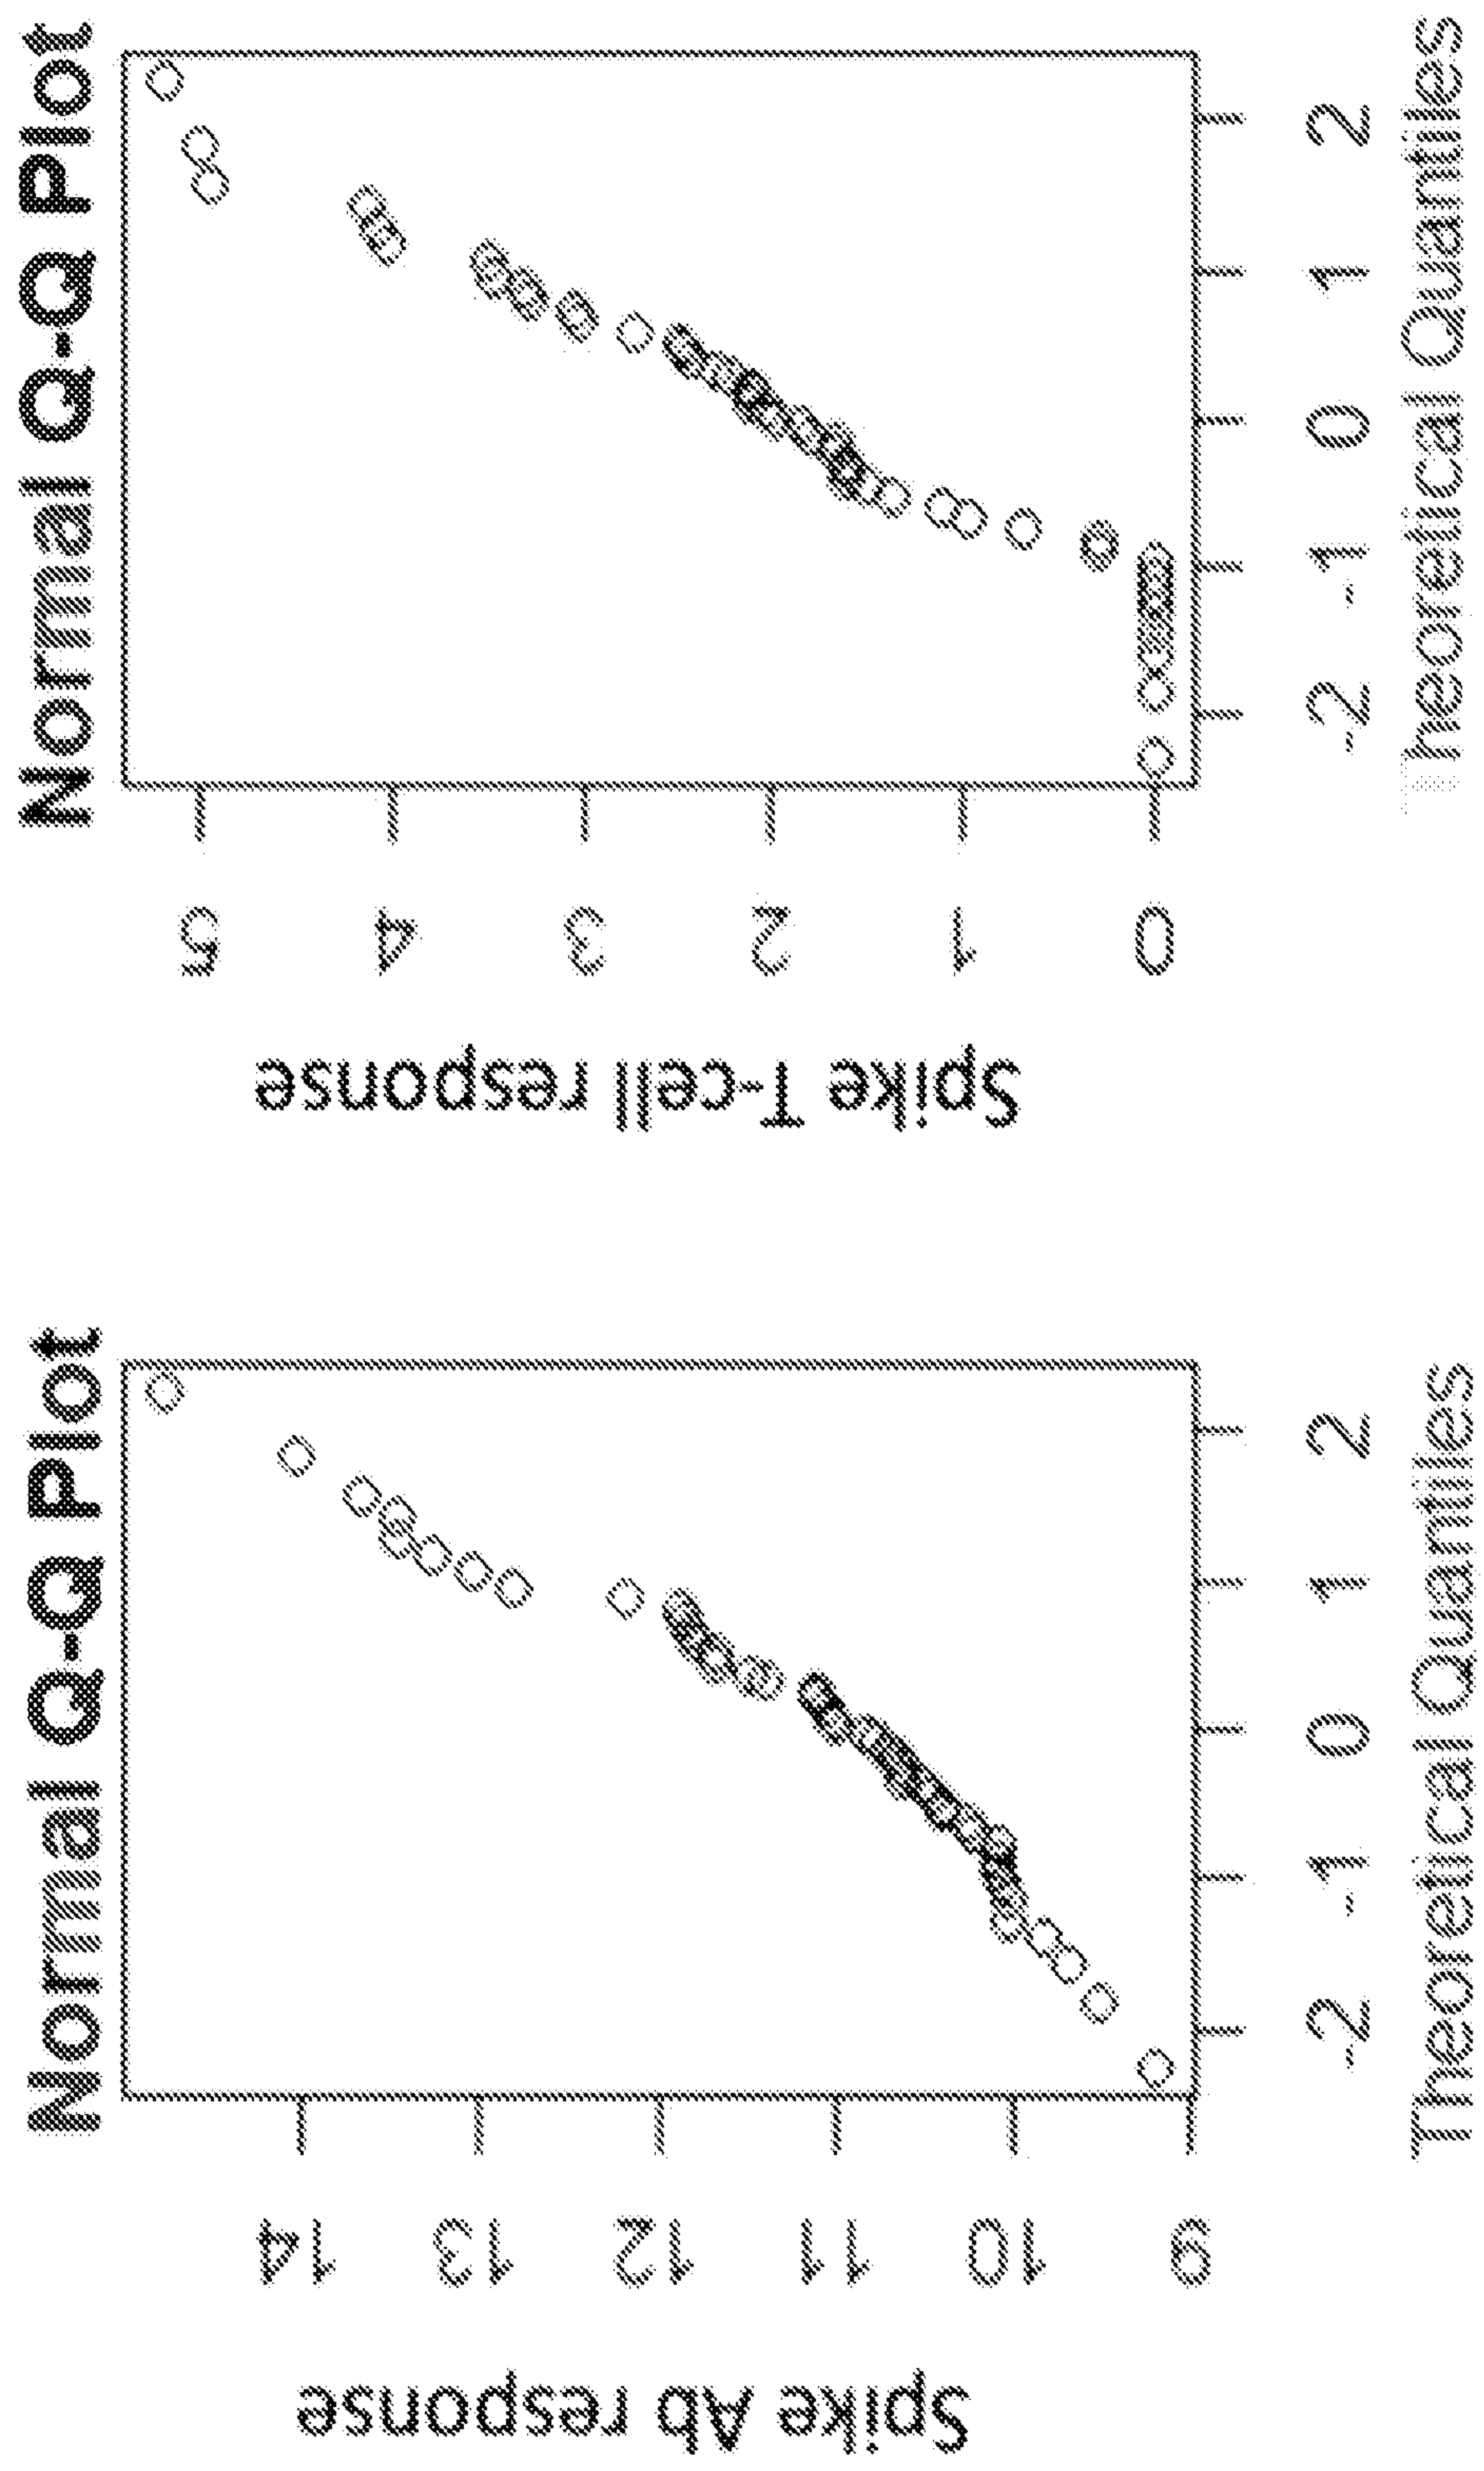 Normal Q-Q Plot
Spike Ab response
14
13
12
11
10
9
-2 -1 0 1 2
Theoretical Quantiles
Normal Q-Q Plot
Spike T-cell response
5
4
3
2
1
0
-2 -1 0 1 2
Theoretical Quantiles